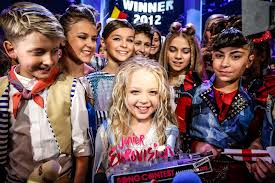 WINNER
2012
JUNIOR
EUROVISION
SONG CONTEST